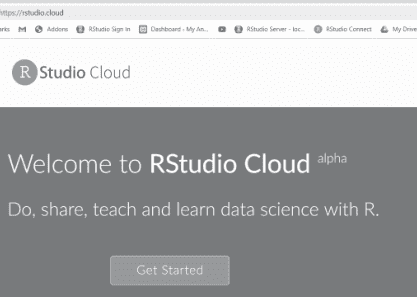 https://rstudio.cloud
Addons RStudio Sign In Dashboard - My An... RStudio Server - loc... RStudio Connect My Drive
R Studio Cloud
Welcome to RStudio Cloud alpha
Do, share, teach and learn data science with R.
Get Started